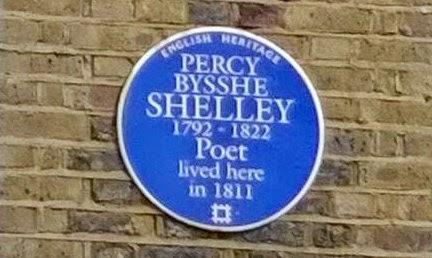 ENGLISH HERITAGE
PERCY
BYSSHE
SHELLEY
1792 - 1822
Poet
lived here
in 1811